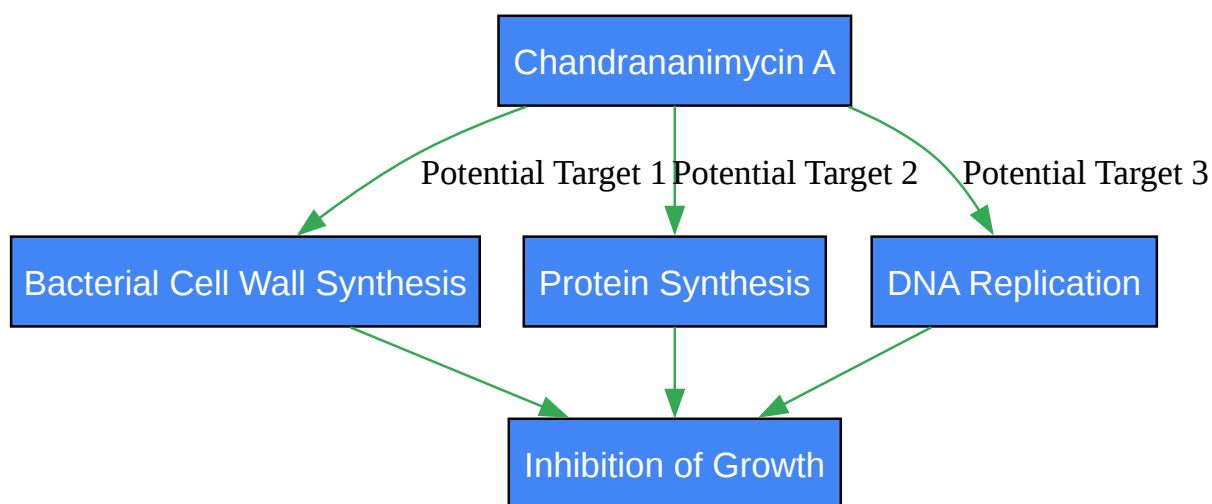 Chandrananimycin A
Potential Target 1
Potential Target 2
Potential Target 3
Bacterial Cell Wall Synthesis
Protein Synthesis
DNA Replication
Inhibition of Growth